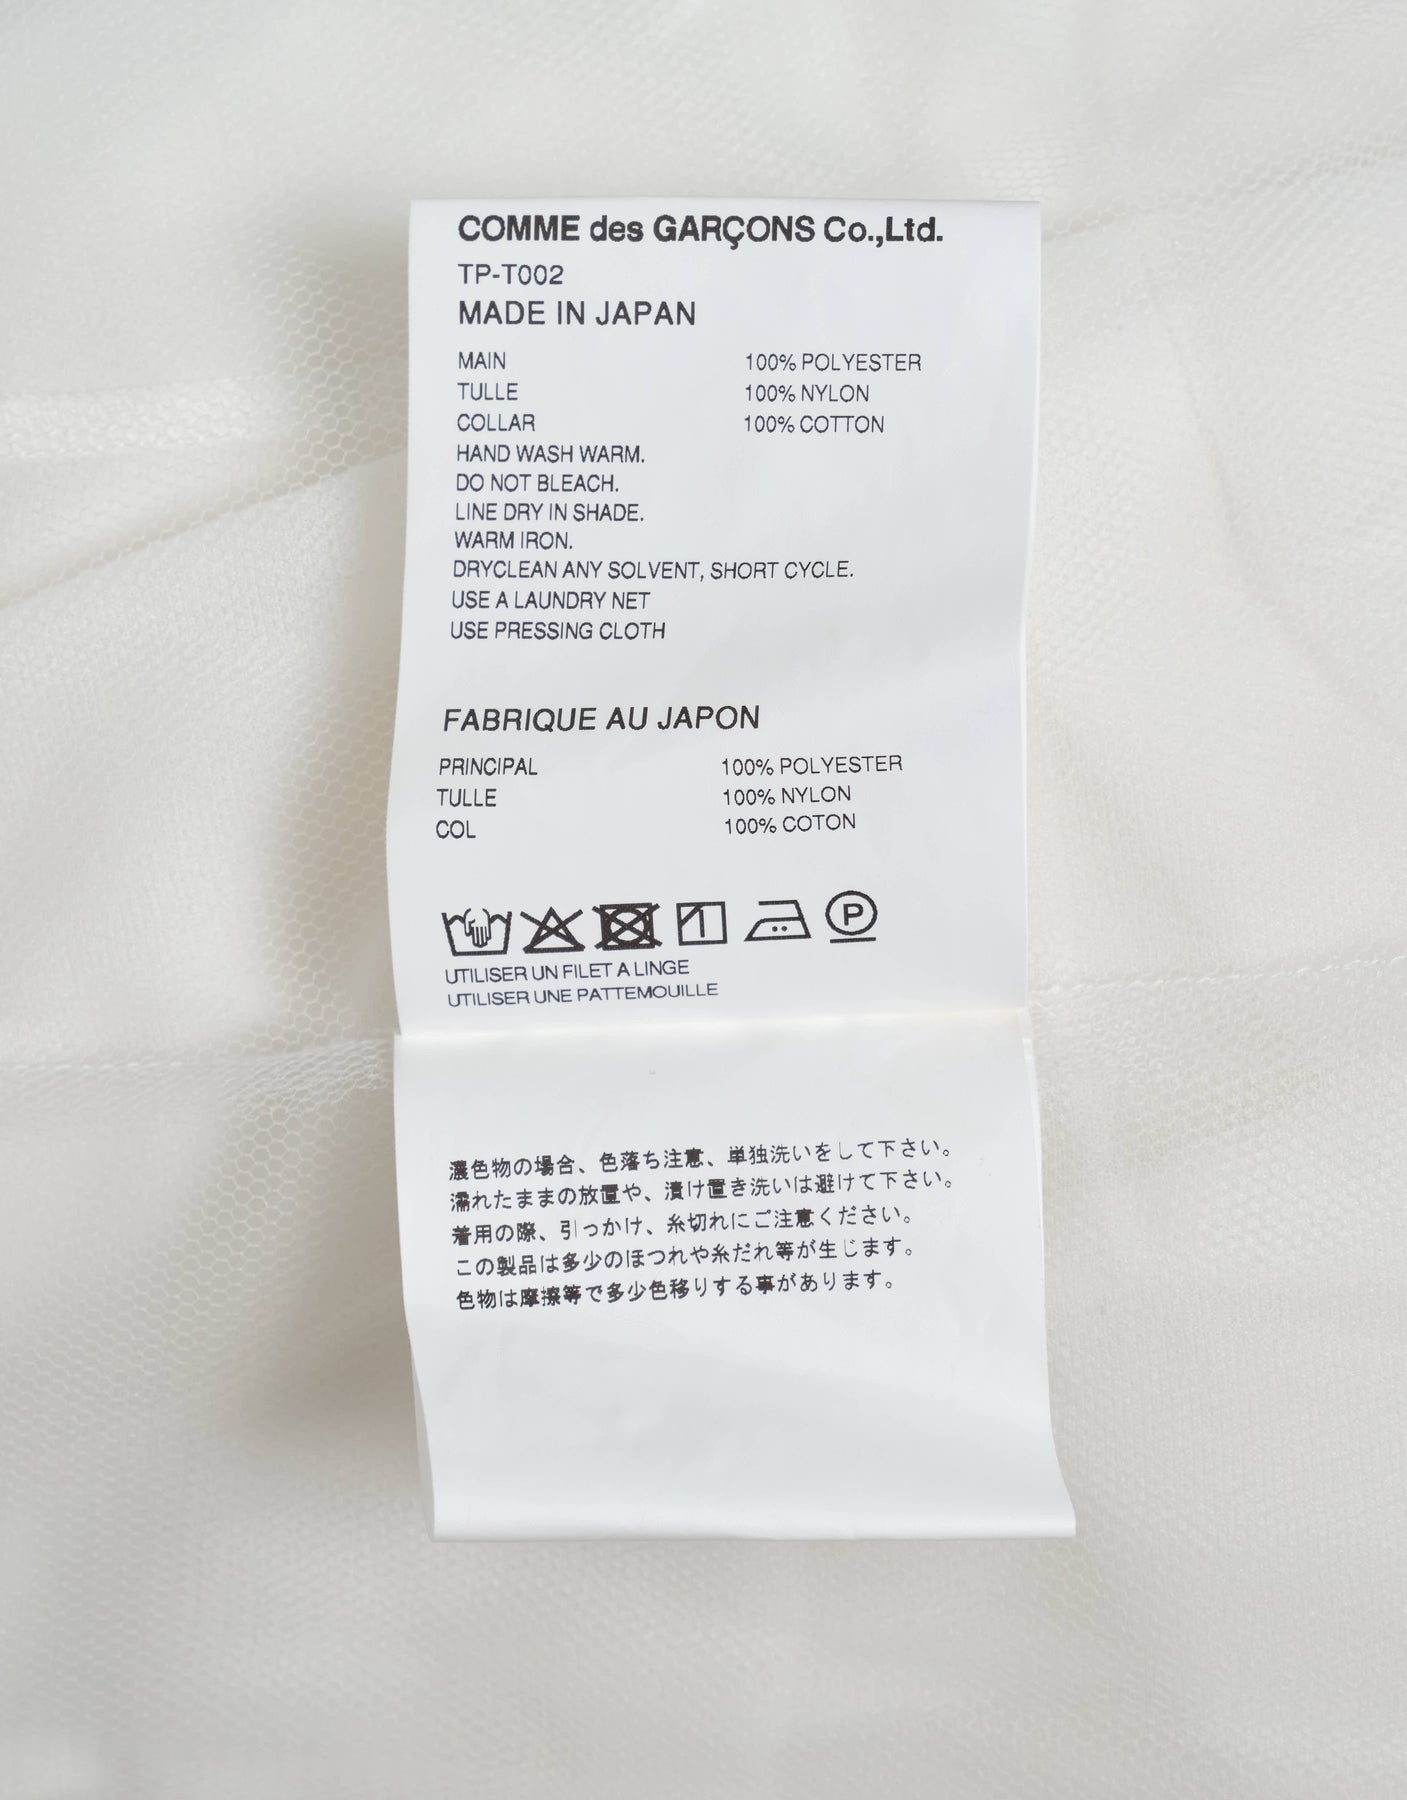 COMME des GARÇONS Co.,Ltd.
TP-T002
MADE IN JAPAN
MAIN 100% POLYESTER
TULLE 100% NYLON
COLLAR 100% COTTON
HAND WASH WARM.
DO NOT BLEACH.
LINE DRY IN SHADE.
WARM IRON.
DRYCLEAN ANY SOLVENT, SHORT CYCLE.
USE A LAUNDRY NET
USE PRESSING CLOTH
FABRIQUE AU JAPON
PRINCIPAL 100% POLYESTER
TULLE 100% NYLON
COL 100% COTON
P
UTILISER UN FILET A LINGE
UTILISER UNE PATTEMOUILLE
濃色物の場合、色落ち注意、単独洗いをして下さい。
濡れたままの放置や、漬け置き洗いは避けて下さい。
着用の際、引っかけ、糸切れにご注意ください。
この製品は多少のほつれや糸だれ等が生じます。
色物は摩擦等で多少色移りする事があります。